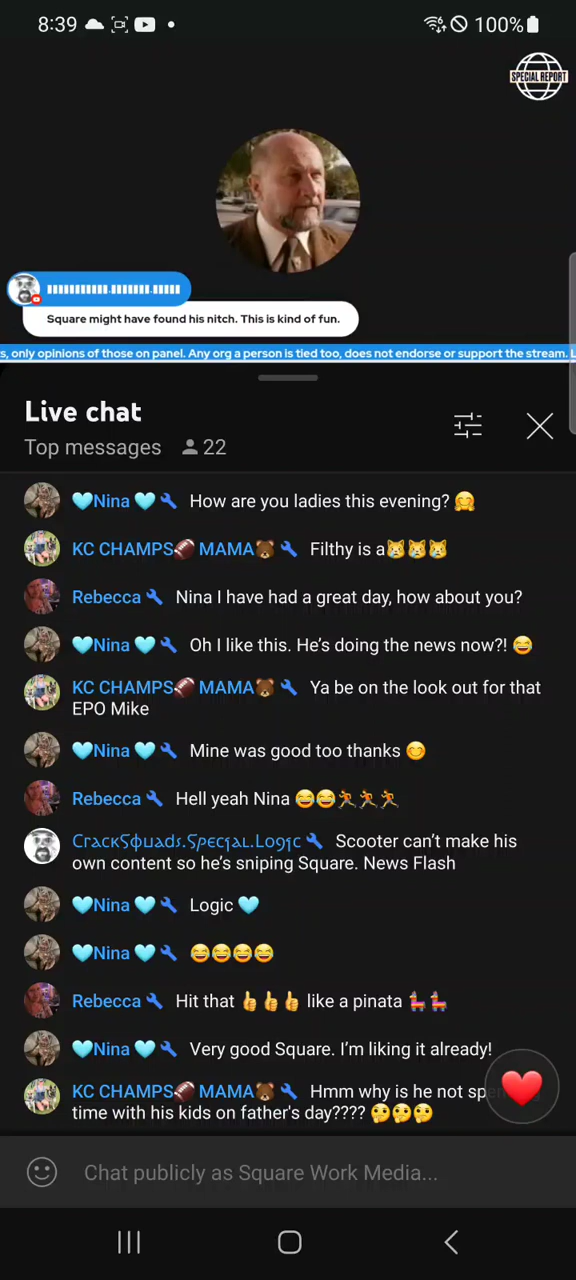 8:39
100%
SPECIAL REPORT
Square might have found his nitch. This is kind of fun.
s, only opinions of those on panel. Any org a person is tied too, does not endorse or support the stream. L
Live chat
Top messages 22
🩵Nina🩵 How are you ladies this evening? 🤗
KC CHAMPS🏈 MAMA🐻 Filthy is a😿😿😿
Rebecca Nina I have had a great day, how about you?
🩵Nina🩵 Oh I like this. He's doing the news now?! 😂
KC CHAMPS🏈 MAMA🐻 Ya be on the look out for that
EPO Mike
🩵Nina🩵 Mine was good too thanks 😊
Rebecca Hell yeah Nina 😂😂🏃🏃🏃
Scooter can't make his
own content so he's sniping Square. News Flash
🩵Nina🩵 Logic 🩵
🩵Nina🩵 😂😂😂😂
Rebecca Hit that 👍👍👍 like a pinata 🪅🪅
🩵Nina🩵 Very good Square. I'm liking it already!
KC CHAMPS🏈 MAMA🐻 Hmm why is he not
time with his kids on father's day???? 🤔🤔🤔
Chat publicly as Square Work Media...